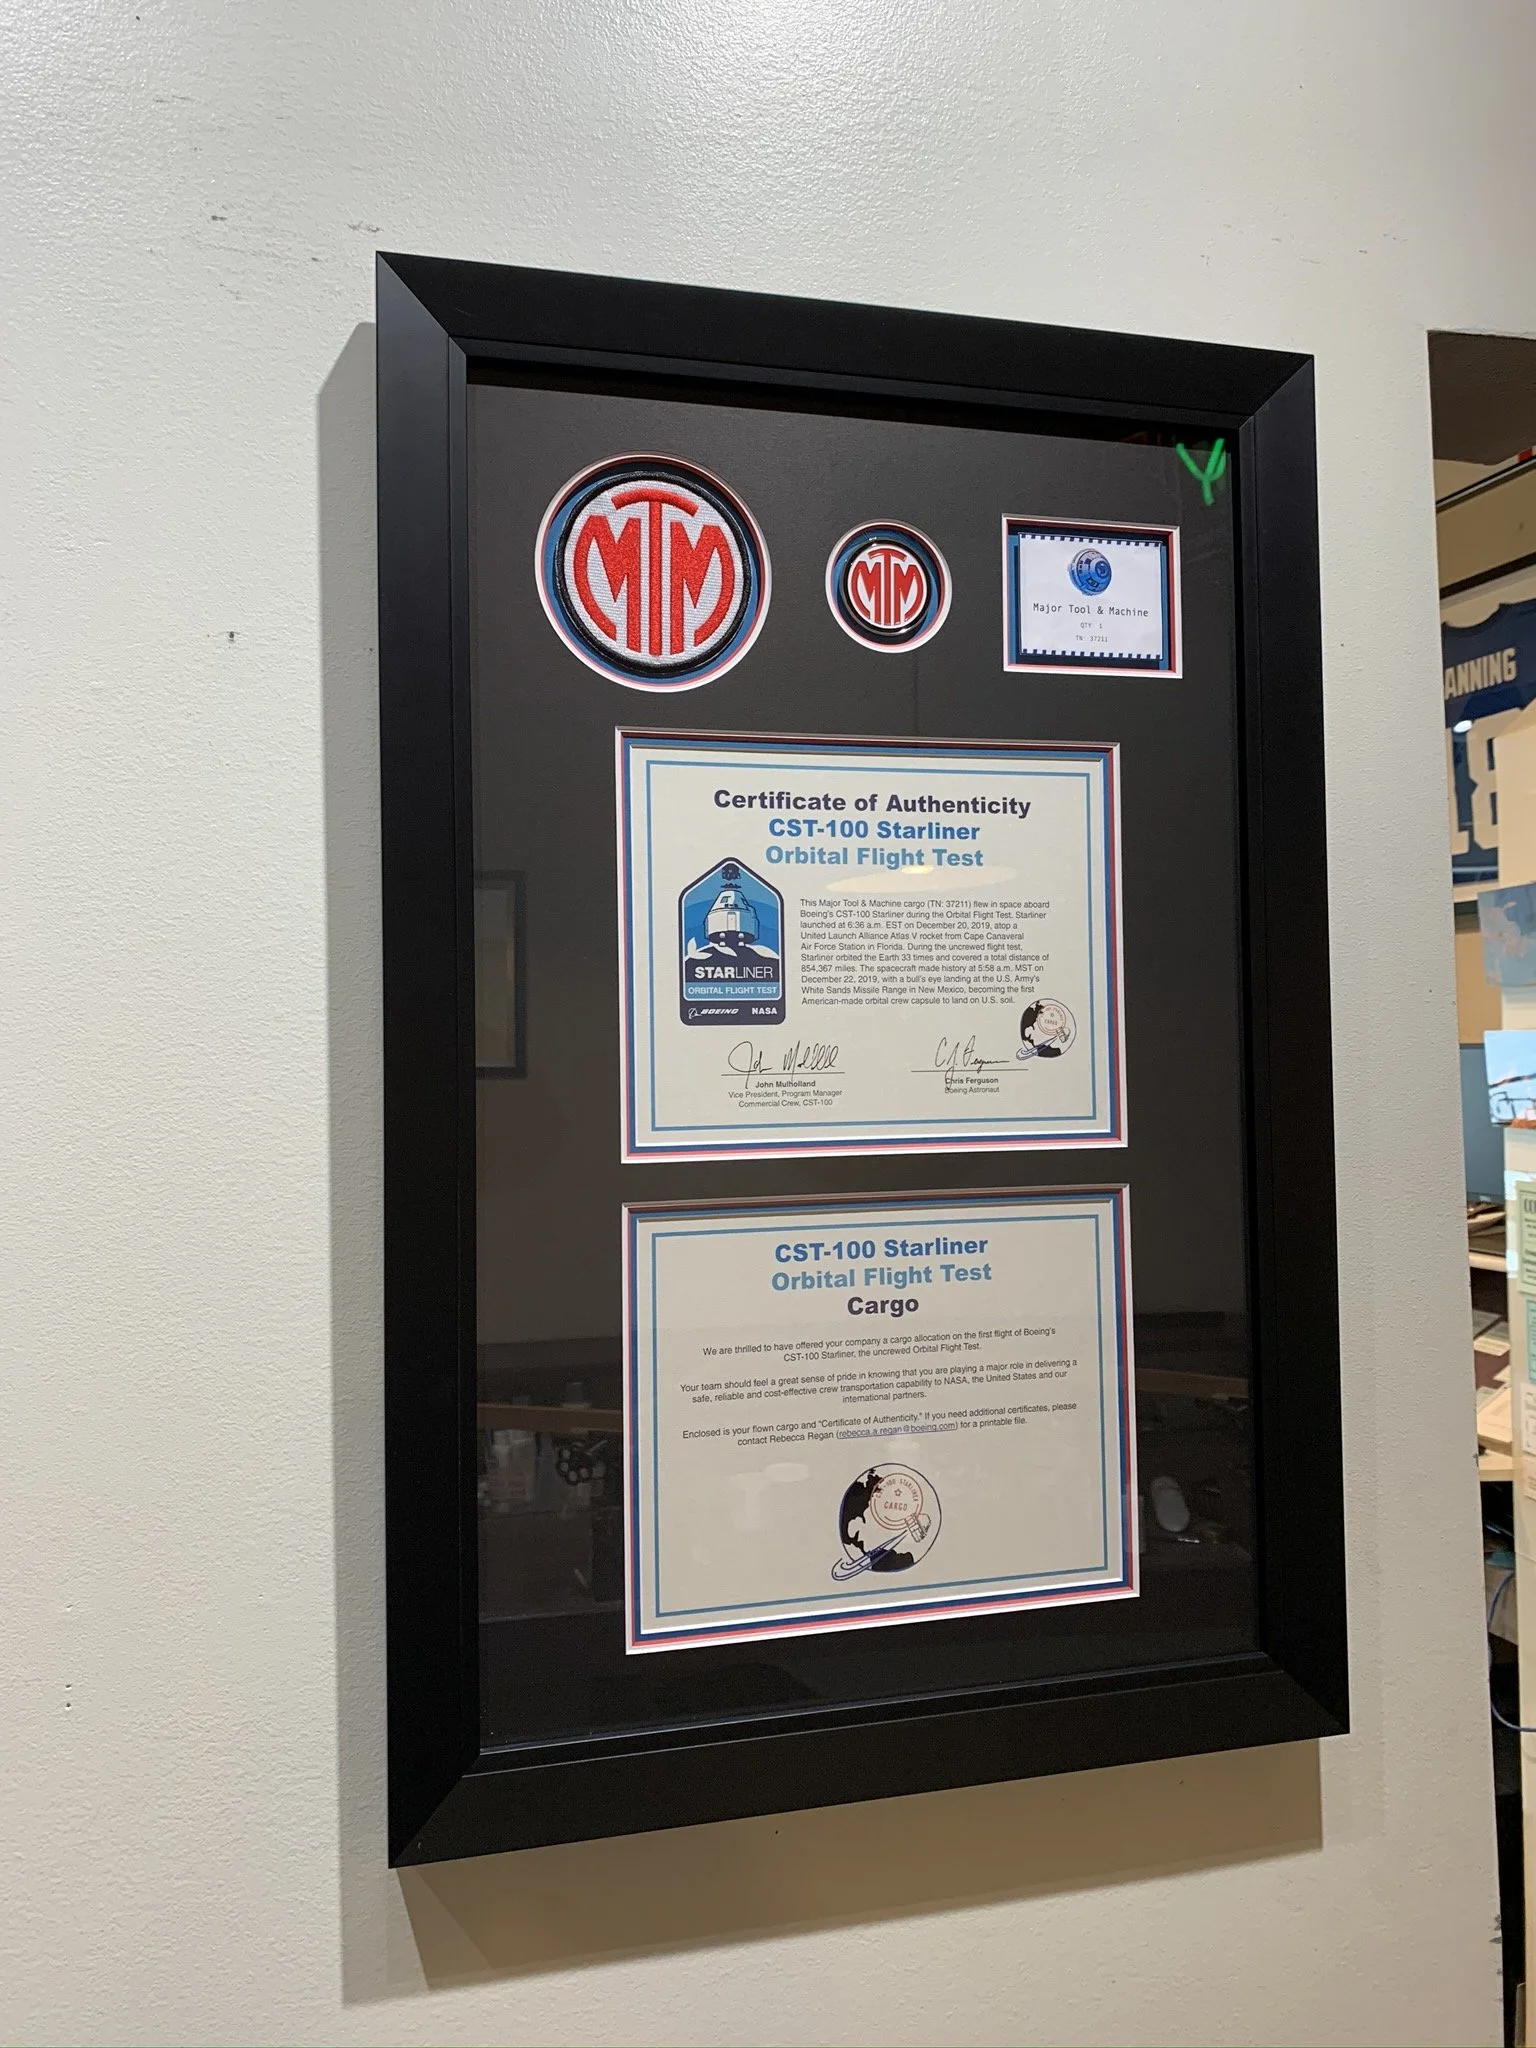 MTM
MTM
Major Tool & Machine
QTY: 1
TN: 37211
Certificate of Authenticity
CST-100 Starliner
Orbital Flight Test
This Major Tool & Machine cargo (TN: 37211) flew in space aboard
Boeing's CST-100 Starliner during the Orbital Flight Test. Starliner
launched at 6:36 a.m. EST on December 20, 2019, atop a
United Launch Alliance Atlas V rocket from Cape Canaveral
Air Force Station in Florida. During the uncrewed flight test,
Starliner orbited the Earth 33 times and covered a total distance of
854,367 miles. The spacecraft made history at 5:58 a.m. MST on
December 22, 2019, with a bull's eye landing at the U.S. Army's
White Sands Missile Range in New Mexico, becoming the first
American-made orbital crew capsule to land on U.S. soil.
STARLINER
ORBITAL FLIGHT TEST
BOEING NASA
CARGO
John Mulholland
Vice President, Program Manager
Commercial Crew, CST-100
Chris Ferguson
Boeing Astronaut
CST-100 Starliner
Orbital Flight Test
Cargo
We are thrilled to have offered your company a cargo allocation on the first flight of Boeing's
CST-100 Starliner, the uncrewed Orbital Flight Test.
Your team should feel a great sense of pride in knowing that you are playing a major role in delivering a
safe, reliable and cost-effective crew transportation capability to NASA, the United States and our
international partners.
Enclosed is your flown cargo and "Certificate of Authenticity." If you need additional certificates, please
contact Rebecca Regan (rebecca.a.regan@boeing.com) for a printable file.
CST-100 STARLINER
CARGO
ANNING
18